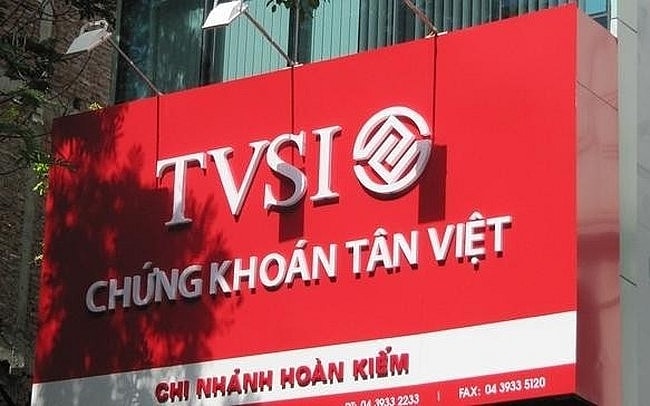 TVSI
CHỨNG KHOÁN TÂN VIỆT
CHI NHÁNH HOÀN KIẾM
04 3933 2233 | FAX: 04 3933 5120